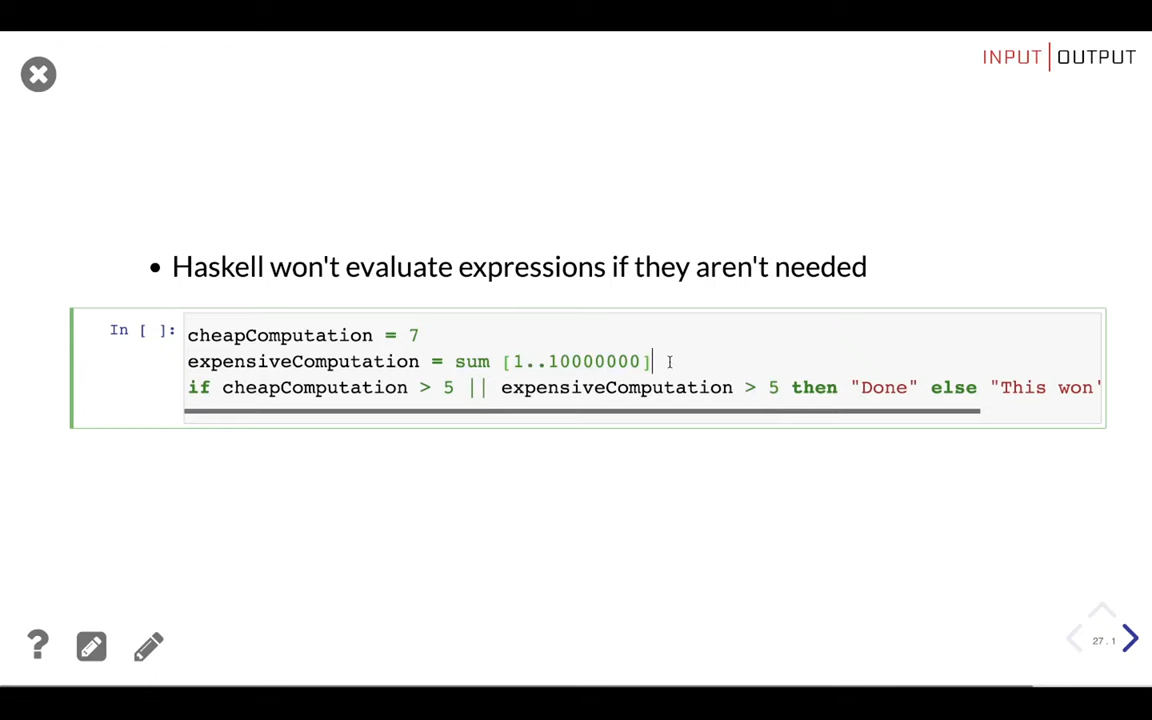 INPUT|OUTPUT
• Haskell won't evaluate expressions if they aren't needed
In [ ]:
cheapComputation = 7
expensiveComputation = sum [1..10000000]
if cheapComputation > 5 || expensiveComputation > 5 then "Done" else "This won'
?
27.1